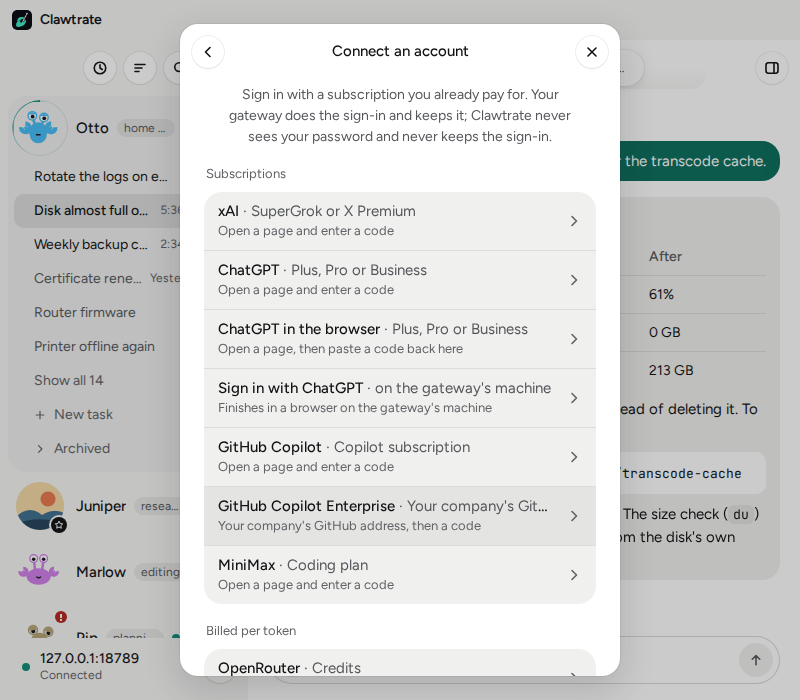 Clawtrate
Connect an account
Sign in with a subscription you already pay for. Your
gateway does the sign-in and keeps it; Clawtrate never
sees your password and never keeps the sign-in.
Subscriptions
xAI · SuperGrok or X Premium
Open a page and enter a code
ChatGPT · Plus, Pro or Business
Open a page and enter a code
ChatGPT in the browser · Plus, Pro or Business
Open a page, then paste a code back here
Sign in with ChatGPT · on the gateway's machine
Finishes in a browser on the gateway's machine
GitHub Copilot · Copilot subscription
Open a page and enter a code
GitHub Copilot Enterprise · Your company's Git...
Your company's GitHub address, then a code
MiniMax · Coding plan
Open a page and enter a code
Billed per token
OpenRouter · Credits
Otto home ...
Rotate the logs on e...
Disk almost full o...
Weekly backup c...
Certificate rene...
Router firmware
Printer offline again
Show all 14
+ New task
Archived
Juniper resea...
Marlow editing
127.0.0.1:18789
Connected
the transcode cache.
After
61%
0 GB
213 GB
of deleting it. To
transcode-cache
The size check ( du )
the disk's own